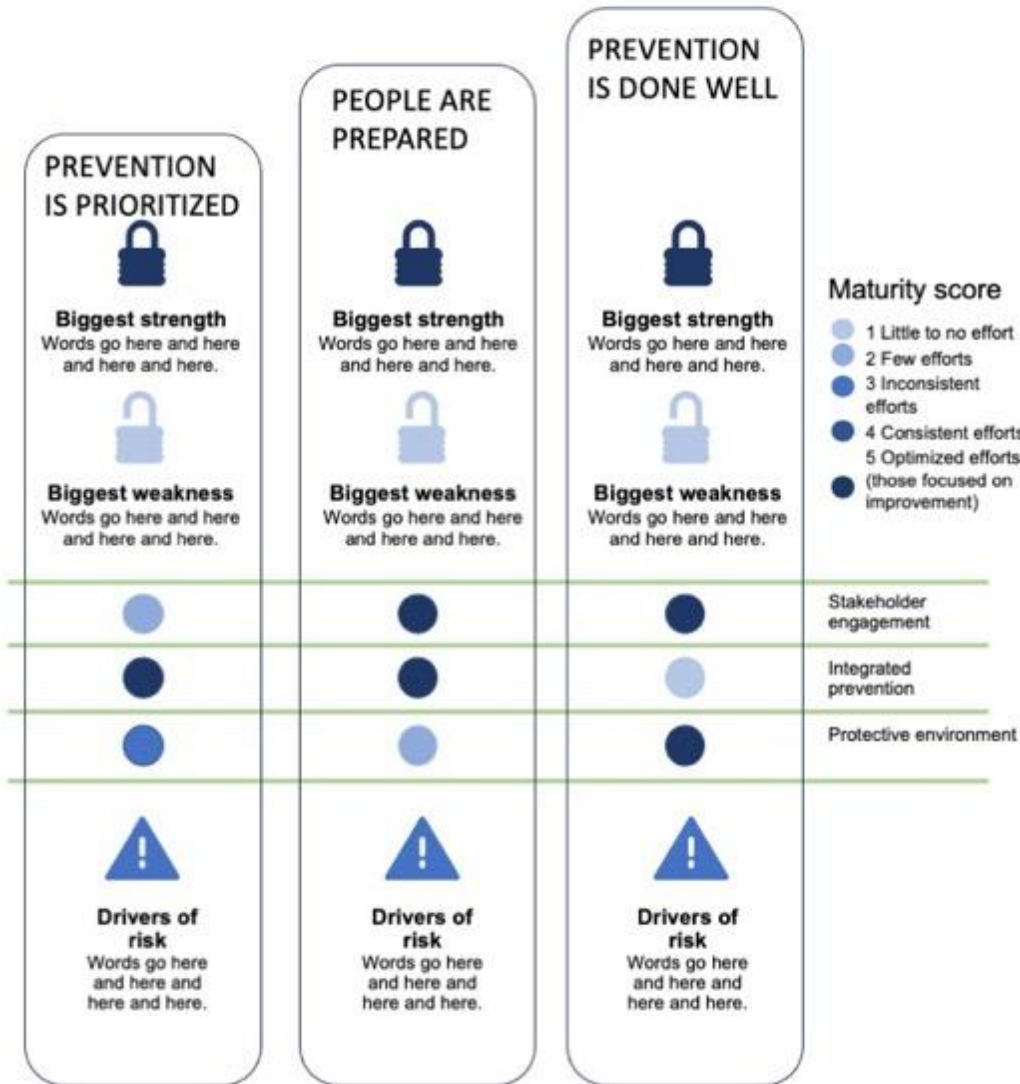 PREVENTION
IS PRIORITIZED
Biggest strength
Words go here and here
and here and here.
Biggest weakness
Words go here and here
and here and here.
Drivers of
risk
Words go here
and here and
here and here.
PEOPLE ARE
PREPARED
Biggest strength
Words go here and here
and here and here.
Biggest weakness
Words go here and here
and here and here.
Drivers of
risk
Words go here
and here and
here and here.
PREVENTION
IS DONE WELL
Biggest strength
Words go here and here
and here and here.
Biggest weakness
Words go here and here
and here and here.
Drivers of
risk
Words go here
and here and
here and here.
Maturity score
1 Little to no effort
2 Few efforts
3 Inconsistent
efforts
4 Consistent efforts
5 Optimized efforts
(those focused on
improvement)
Stakeholder
engagement
Integrated
prevention
Protective environment